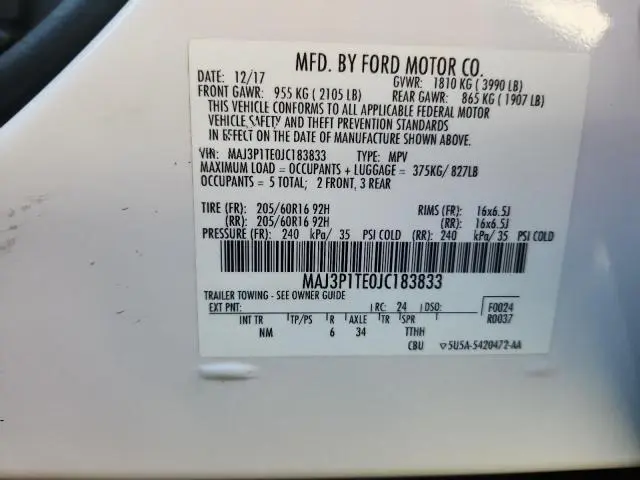 MFD. BY FORD MOTOR CO.
DATE: 12/17 GVWR: 1810 KG ( 3990 LB)
FRONT GAWR: 955 KG ( 2105 LB) REAR GAWR: 865 KG ( 1907 LB)
THIS VEHICLE CONFORMS TO ALL APPLICABLE FEDERAL MOTOR
VEHICLE SAFETY AND THEFT PREVENTION STANDARDS
IN EFFECT ON THE DATE OF MANUFACTURE SHOWN ABOVE.
VIN: MAJ3P1TE0JC183833 TYPE: MPV
MAXIMUM LOAD = OCCUPANTS + LUGGAGE = 375KG/ 827LB
OCCUPANTS = 5 TOTAL; 2 FRONT, 3 REAR
TIRE (FR): 205/60R16 92H RIMS (FR): 16x6.5J
(RR): 205/60R16 92H (RR): 16x6.5J
PRESSURE (FR): 240 kPa/ 35 PSI COLD (RR): 240 kPa/ 35 PSI COLD
MAJ3P1TE0JC183833
TRAILER TOWING - SEE OWNER GUIDE
EXT PNT: RC: 24 DSO: F0024
R0037
INT TR TP/PS R AXLE TR SPR
NM 6 34 TTHH
CBU 5U5A-5420472-AA